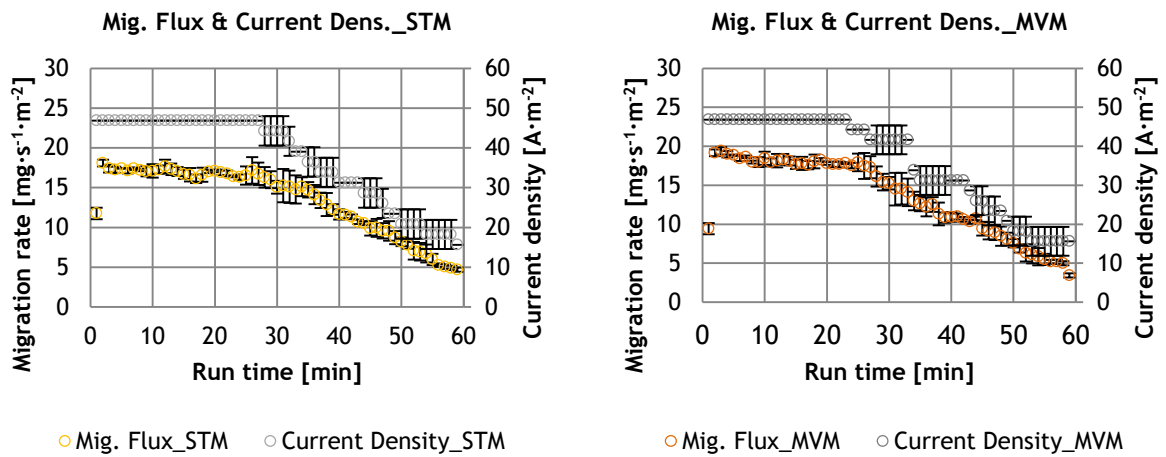 Mig. Flux & Current Dens._STM
Migration rate [mg·s⁻¹·m⁻²]
30
25
20
15
10
5
0
60
50
40
30
20
10
0
Current density [A·m⁻²]
0 10 20 30 40 50 60
Run time [min]
Mig. Flux_STM Current Density_STM
Mig. Flux & Current Dens._MVM
Migration rate [mg·s⁻¹·m⁻²]
30
25
20
15
10
5
0
60
50
40
30
20
10
0
Current density [A·m⁻²]
0 10 20 30 40 50 60
Run time [min]
Mig. Flux_MVM Current Density_MVM